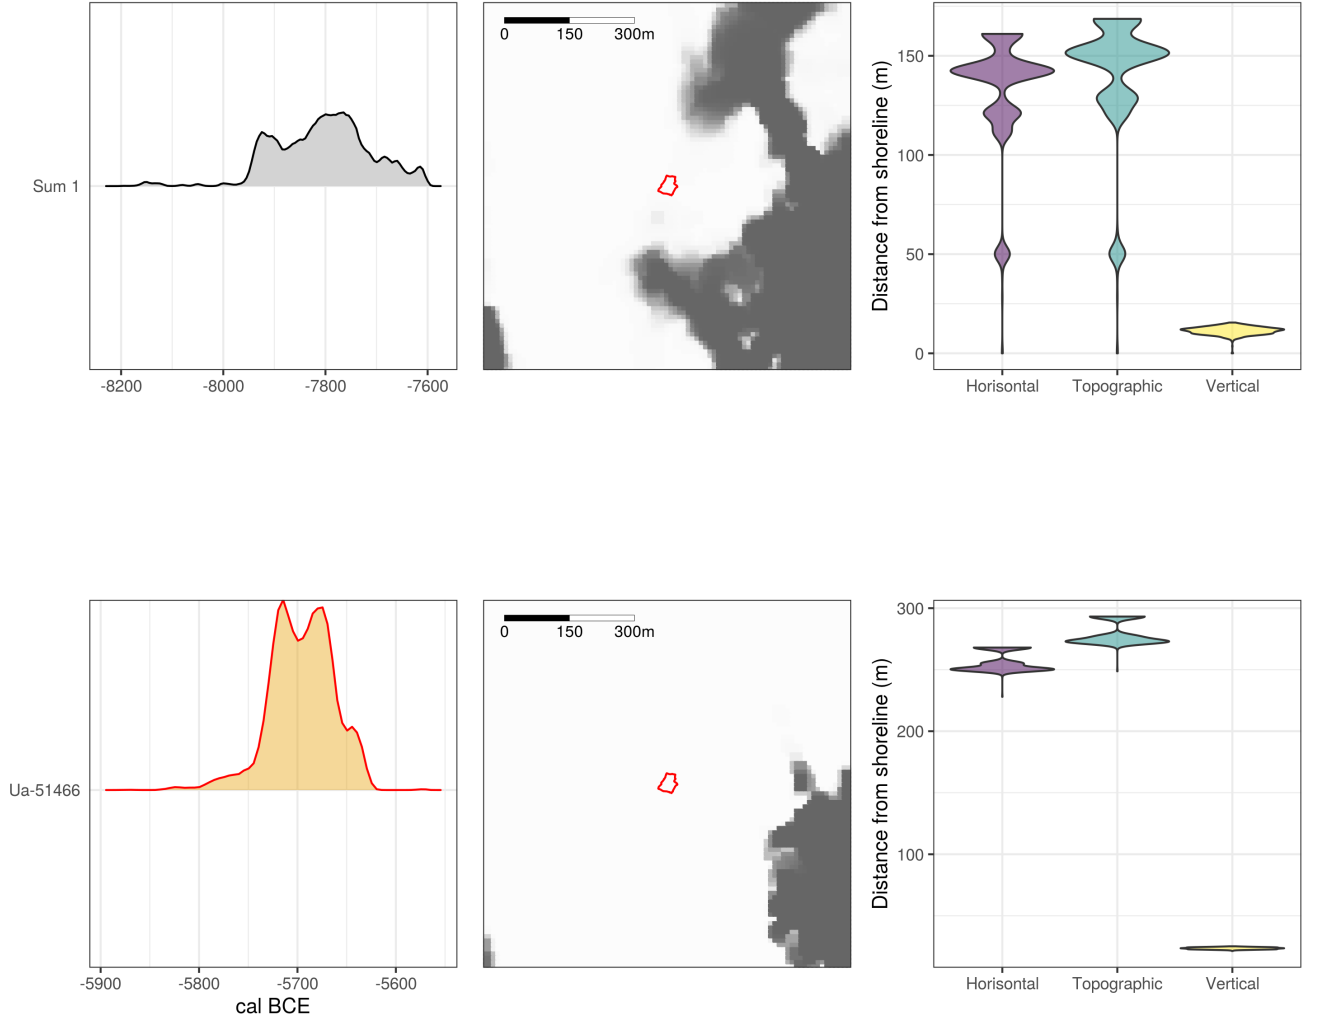 Sum 1
-8200 -8000 -7800 -7600
0 150 300m
Distance from shoreline (m)
150
100
50
0
Horisontal Topographic Vertical
Ua-51466
-5900 -5800 -5700 -5600
cal BCE
0 150 300m
Distance from shoreline (m)
300
200
100
Horisontal Topographic Vertical